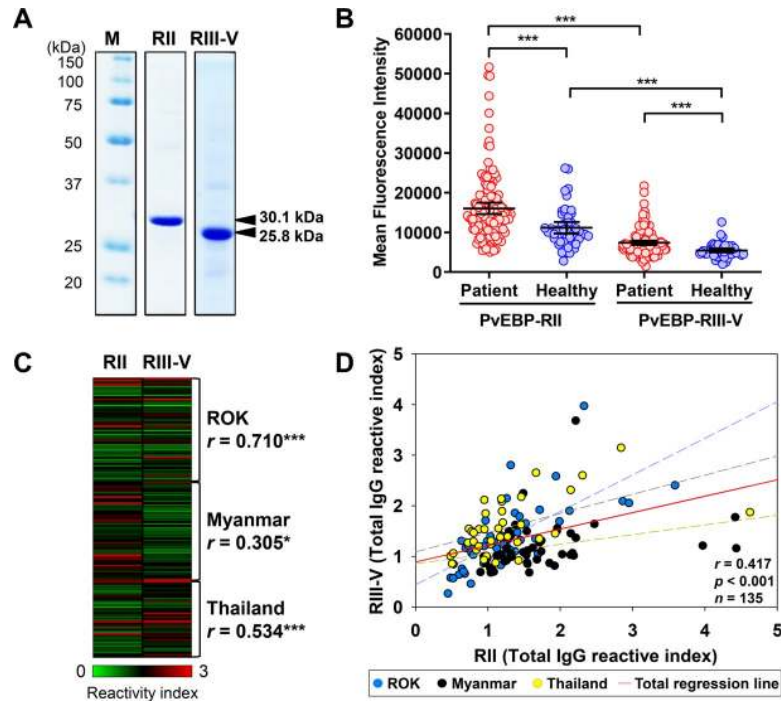 A
M RII RIII-V
(kDa)
150
100
75
50
37
25
20
30.1 kDa
25.8 kDa
B
***
***
***
***
Mean Fluorescence Intensity
60000
50000
40000
30000
20000
10000
0
Patient Healthy Patient Healthy
PvEBP-RII PvEBP-RIII-V
C
RII RIII-V
ROK
r = 0.710***
Myanmar
r = 0.305*
Thailand
r = 0.534***
0 3
Reactivity index
D
RIII-V (Total IgG reactive index)
5
4
3
2
1
0
0 1 2 3 4 5
r = 0.417
p < 0.001
n = 135
RII (Total IgG reactive index)
ROK Myanmar Thailand Total regression line